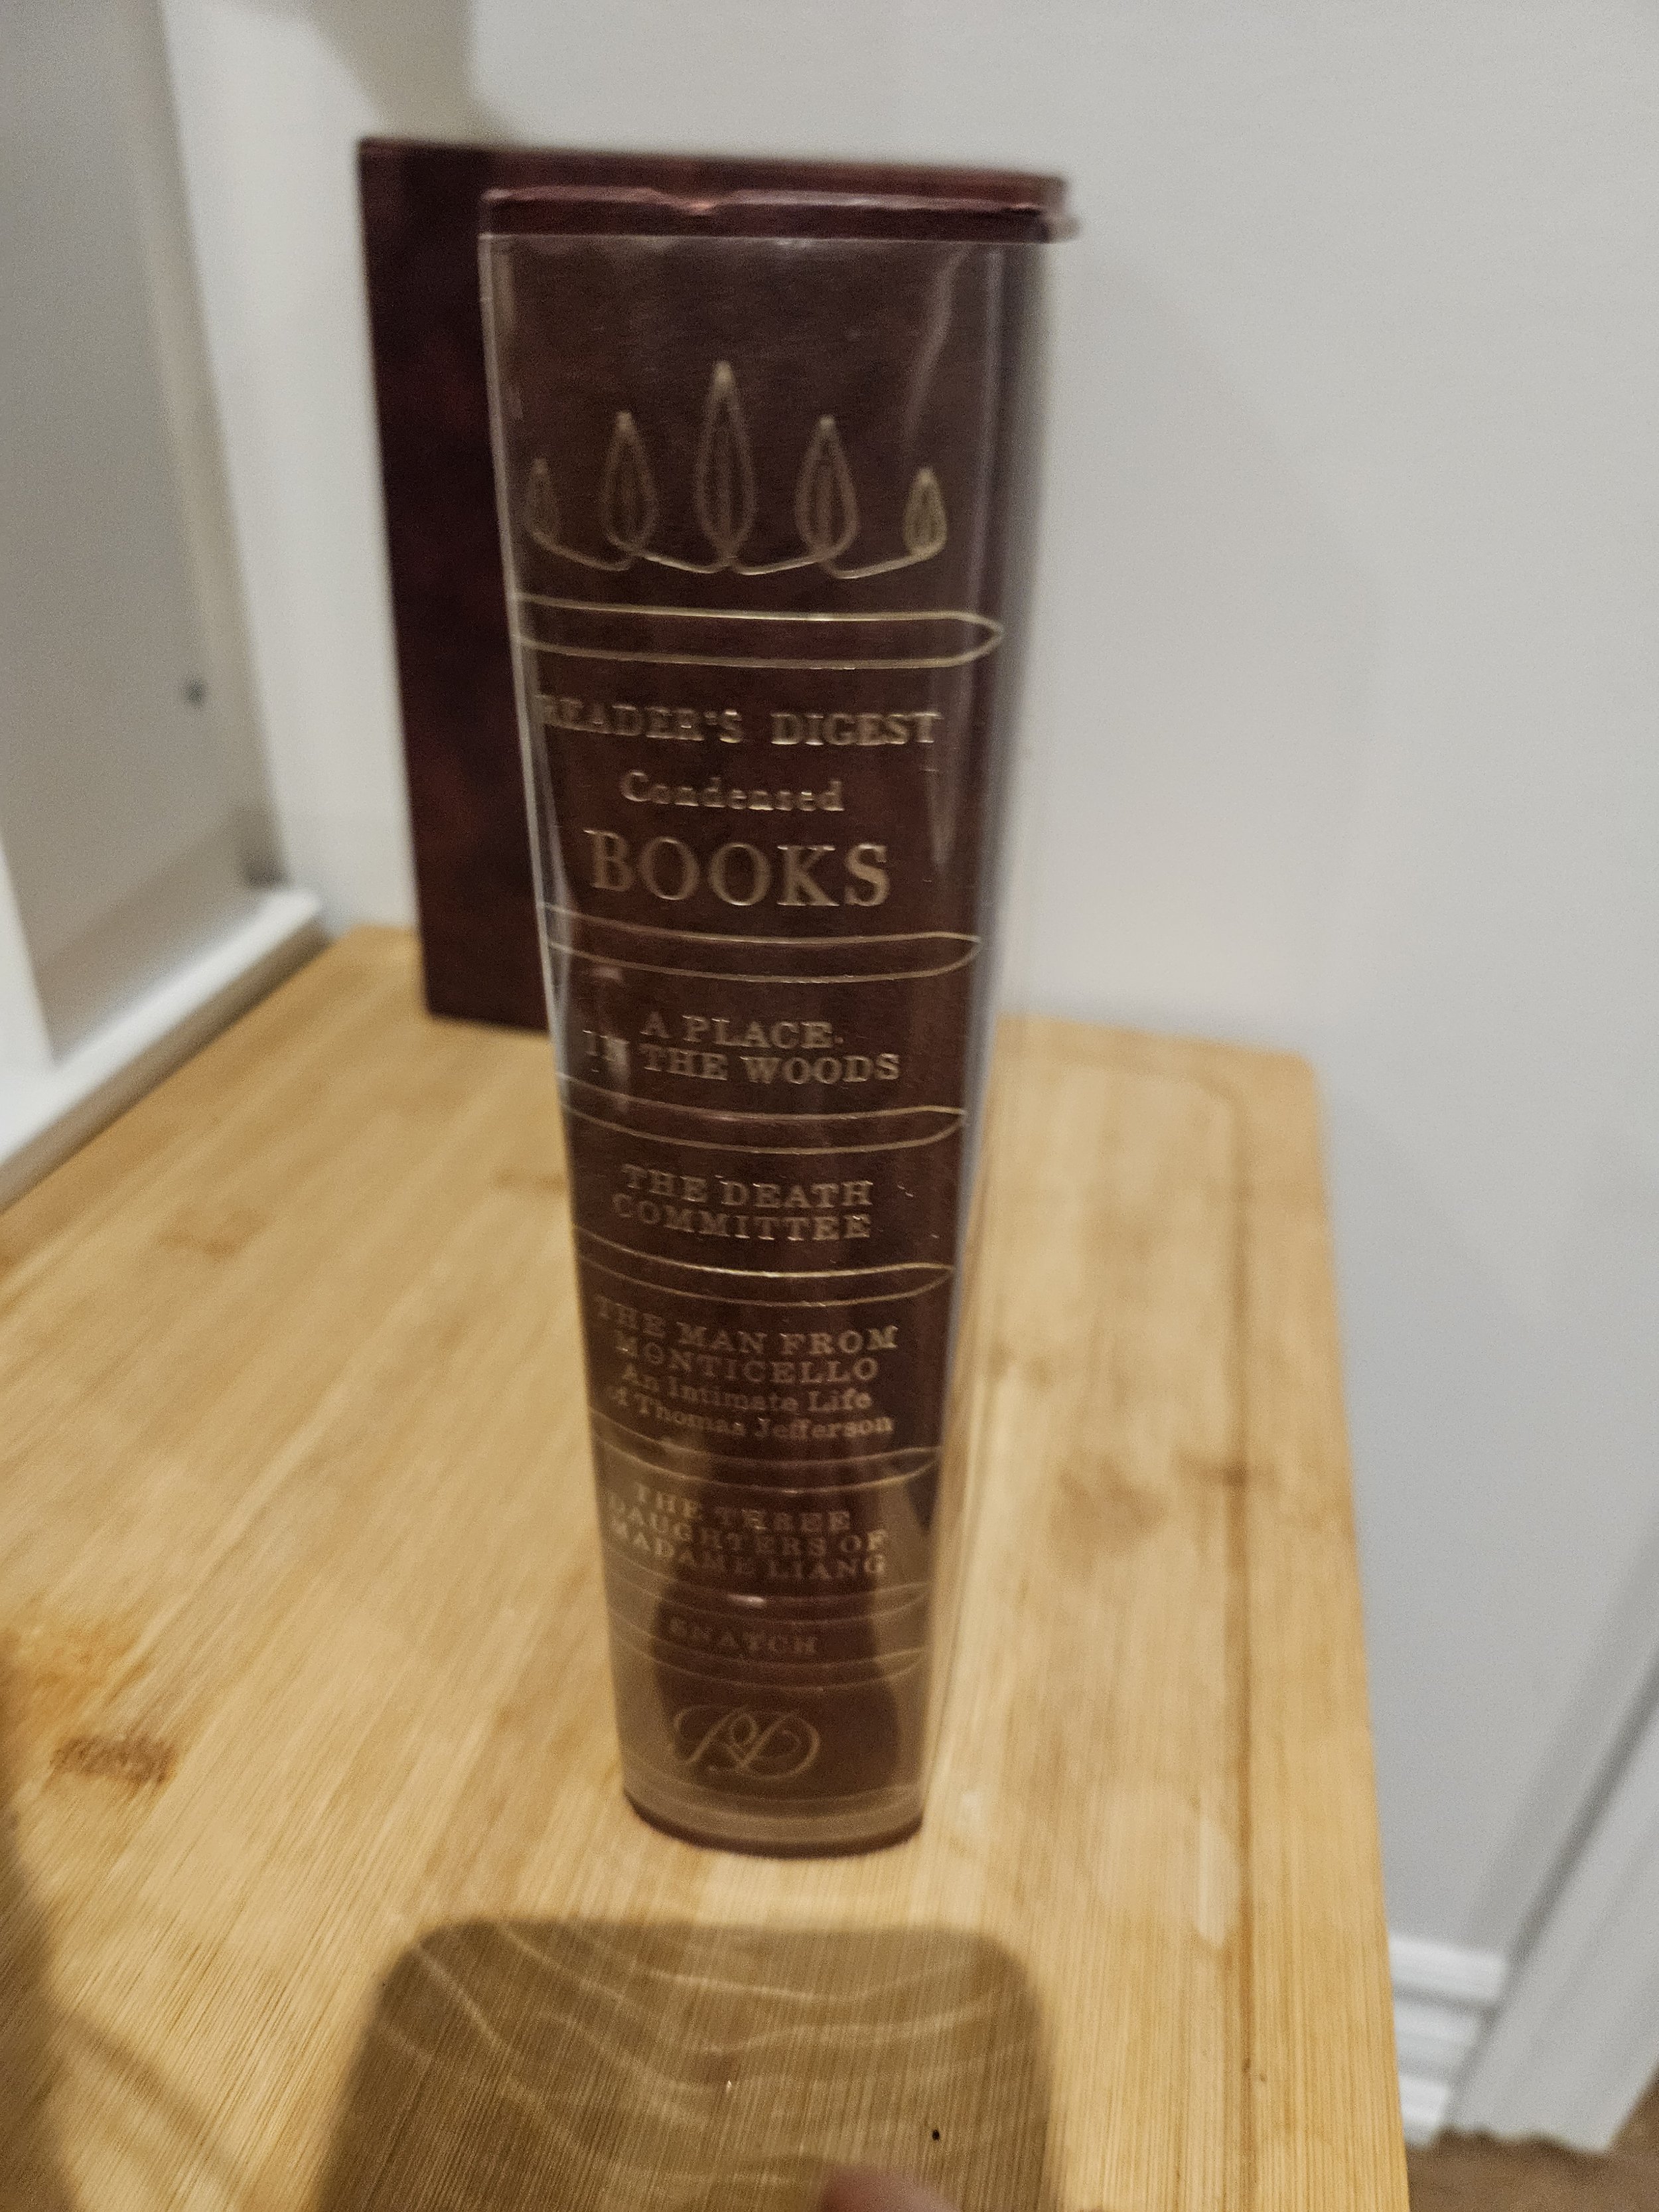 READER'S DIGEST
Condensed
BOOKS
A PLACE
IN THE WOODS
THE DEATH
COMMITTEE
THE MAN FROM
MONTICELLO
An Intimate Life
of Thomas Jefferson
THE THREE
DAUGHTERS OF
MADAME LIANG
SNATCH
RD